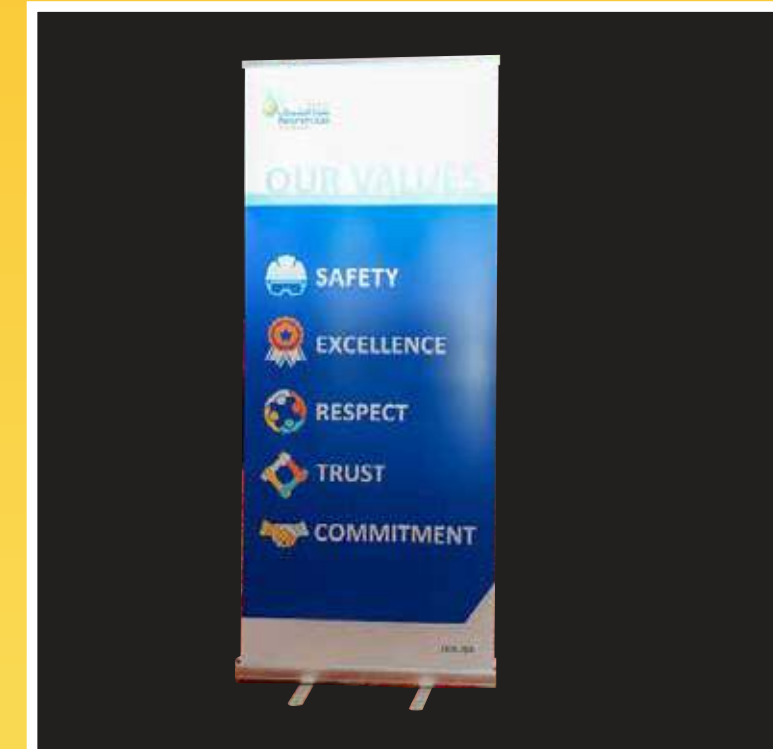 OUR VALUES
SAFETY
EXCELLENCE
RESPECT
TRUST
COMMITMENT